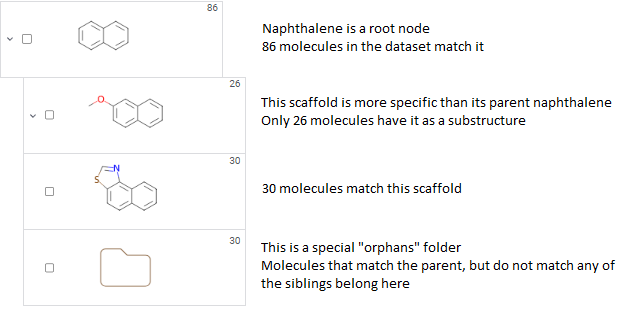 86
Naphthalene is a root node
86 molecules in the dataset match it
26
O
This scaffold is more specific than its parent naphthalene
Only 26 molecules have it as a substructure
30
N
S
30 molecules match this scaffold
30
This is a special "orphans" folder
Molecules that match the parent, but do not match any of
the siblings belong here